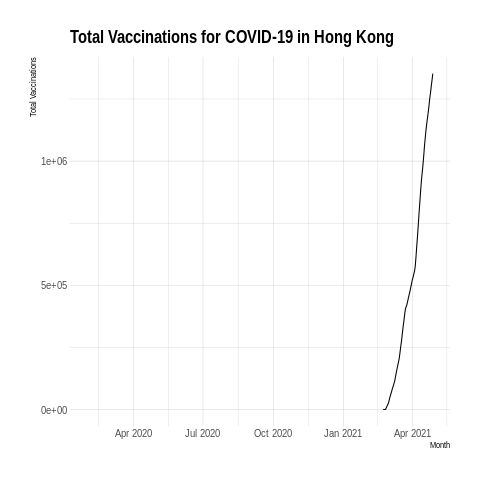 Total Vaccinations for COVID-19 in Hong Kong
Total Vaccinations
1e+06
5e+05
0e+00
Apr 2020 Jul 2020 Oct 2020 Jan 2021 Apr 2021
Month